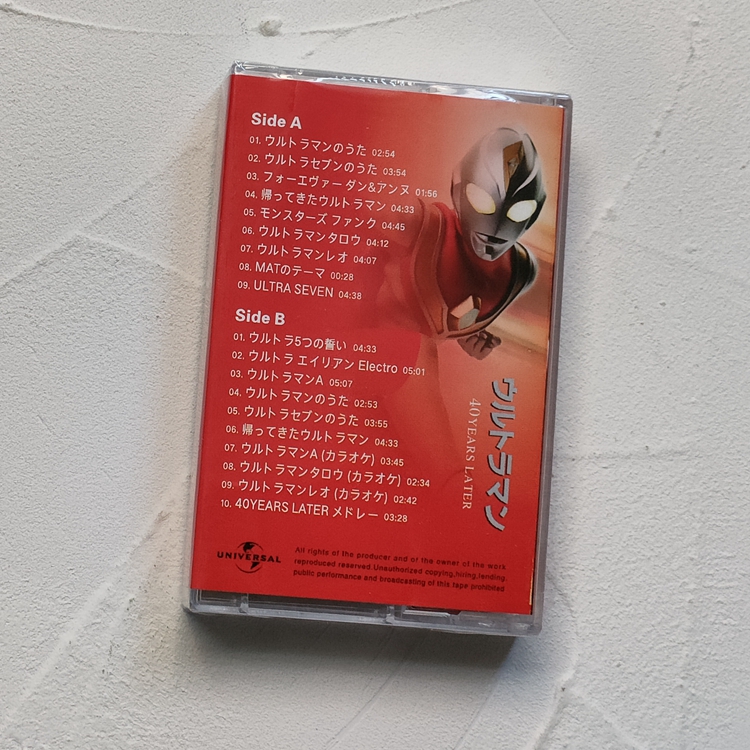 Side A
01. ウルトラマンのうた 02:54
02. ウルトラセブンのうた 03:54
03. フォーエヴァー ダン&アンヌ 01:56
04. 帰ってきたウルトラマン 04:33
05. モンスターズ ファンク 04:45
06. ウルトラマンタロウ 04:12
07. ウルトラマンレオ 04:07
08. MATのテーマ 00:28
09. ULTRA SEVEN 04:38
Side B
01. ウルトラ5つの誓い 04:33
02. ウルトラ エイリアン Electro 05:01
03. ウルトラマンA 05:07
04. ウルトラマンのうた 02:53
05. ウルトラセブンのうた 03:55
06. 帰ってきたウルトラマン 04:33
07. ウルトラマンA (カラオケ) 03:45
08. ウルトラマンタロウ (カラオケ) 02:34
09. ウルトラマンレオ (カラオケ) 02:42
10. 40YEARS LATER メドレー 03:28
ウルトラマン
40YEARS LATER
UNIVERSAL
All rights of the producer and of the owner of the work
reproduced reserved.Unauthorized copying,hiring,lending,
public performance and broadcasting of this tape prohibited